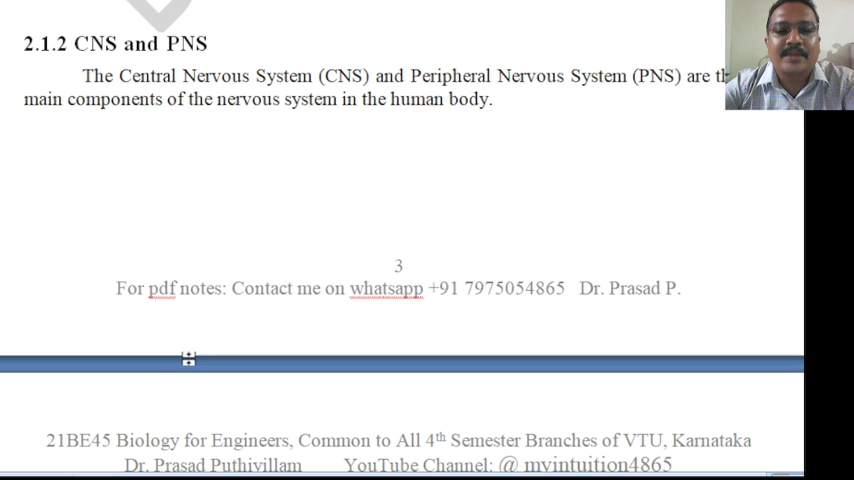 2.1.2 CNS and PNS
The Central Nervous System (CNS) and Peripheral Nervous System (PNS) are
main components of the nervous system in the human body.
3
For pdf notes: Contact me on whatsapp +91 7975054865 Dr. Prasad P.
21BE45 Biology for Engineers, Common to All 4th Semester Branches of VTU, Karnataka
Dr. Prasad Puthivillam YouTube Channel: @ mvintuition4865